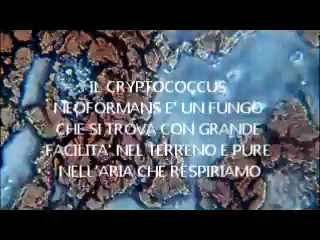 IL CRYPTOCOCCUS
NEOFORMANS E' UN FUNGO
CHE SI TROVA CON GRANDE
FACILITA' NEL TERRENO E PURE
NELL'ARIA CHE RESPIRIAMO